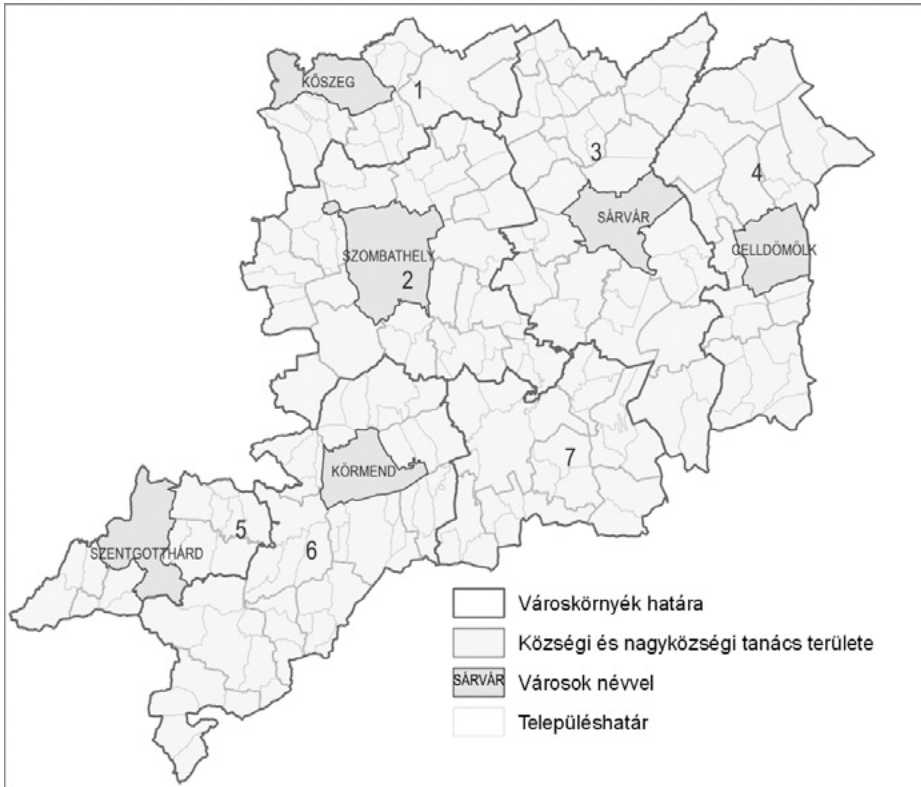 KŐSZEG
1
3
4
SÁRVÁR
CELLDÖMÖLK
SZOMBATHELY
2
7
KÖRMEND
5
6
SZENTGOTTHÁRD
Városkörnyék határa
Községi és nagyközségi tanács területe
SÁRVÁR Városok névvel
Településhatár